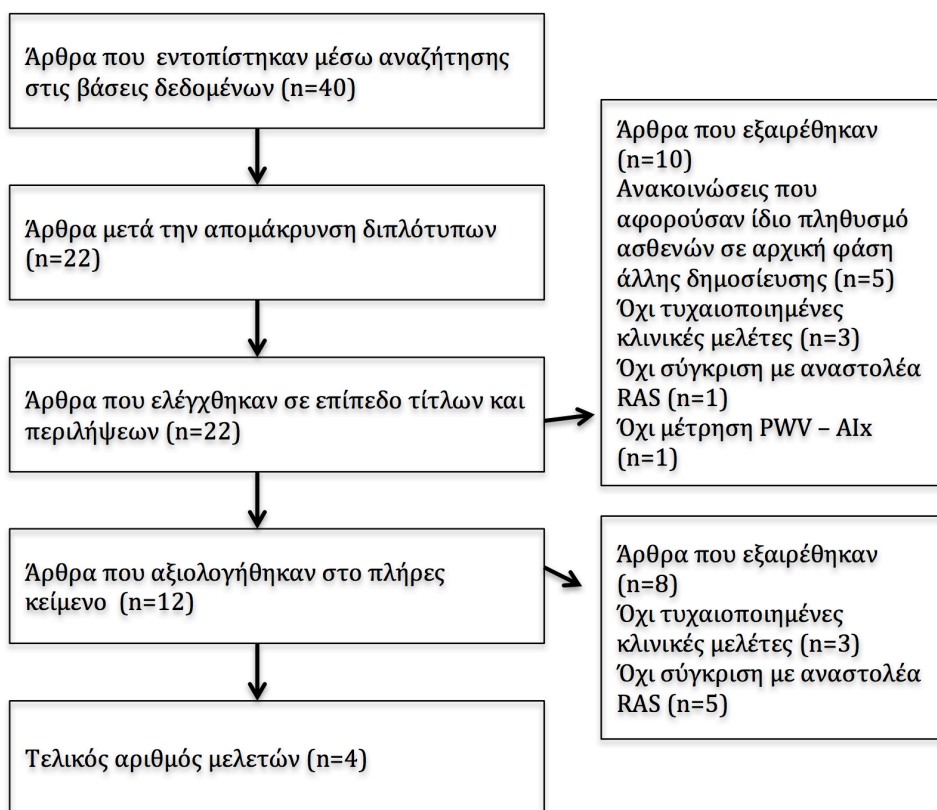 Άρθρα που εντοπίστηκαν μέσω αναζήτησης
στις βάσεις δεδομένων (n=40)
Άρθρα μετά την απομάκρυνση διπλότυπων
(n=22)
Άρθρα που ελέγχθηκαν σε επίπεδο τίτλων και
περιλήψεων (n=22)
Άρθρα που εξαιρέθηκαν
(n=10)
Ανακοινώσεις που
αφορούσαν ίδιο πληθυσμό
ασθενών σε αρχική φάση
άλλης δημοσίευσης (n=5)
Όχι τυχαιοποιημένες
κλινικές μελέτες (n=3)
Όχι σύγκριση με αναστολέα
RAS (n=1)
Όχι μέτρηση PWV – AIx
(n=1)
Άρθρα που αξιολογήθηκαν στο πλήρες
κείμενο (n=12)
Άρθρα που εξαιρέθηκαν
(n=8)
Όχι τυχαιοποιημένες
κλινικές μελέτες (n=3)
Όχι σύγκριση με αναστολέα
RAS (n=5)
Τελικός αριθμός μελετών (n=4)